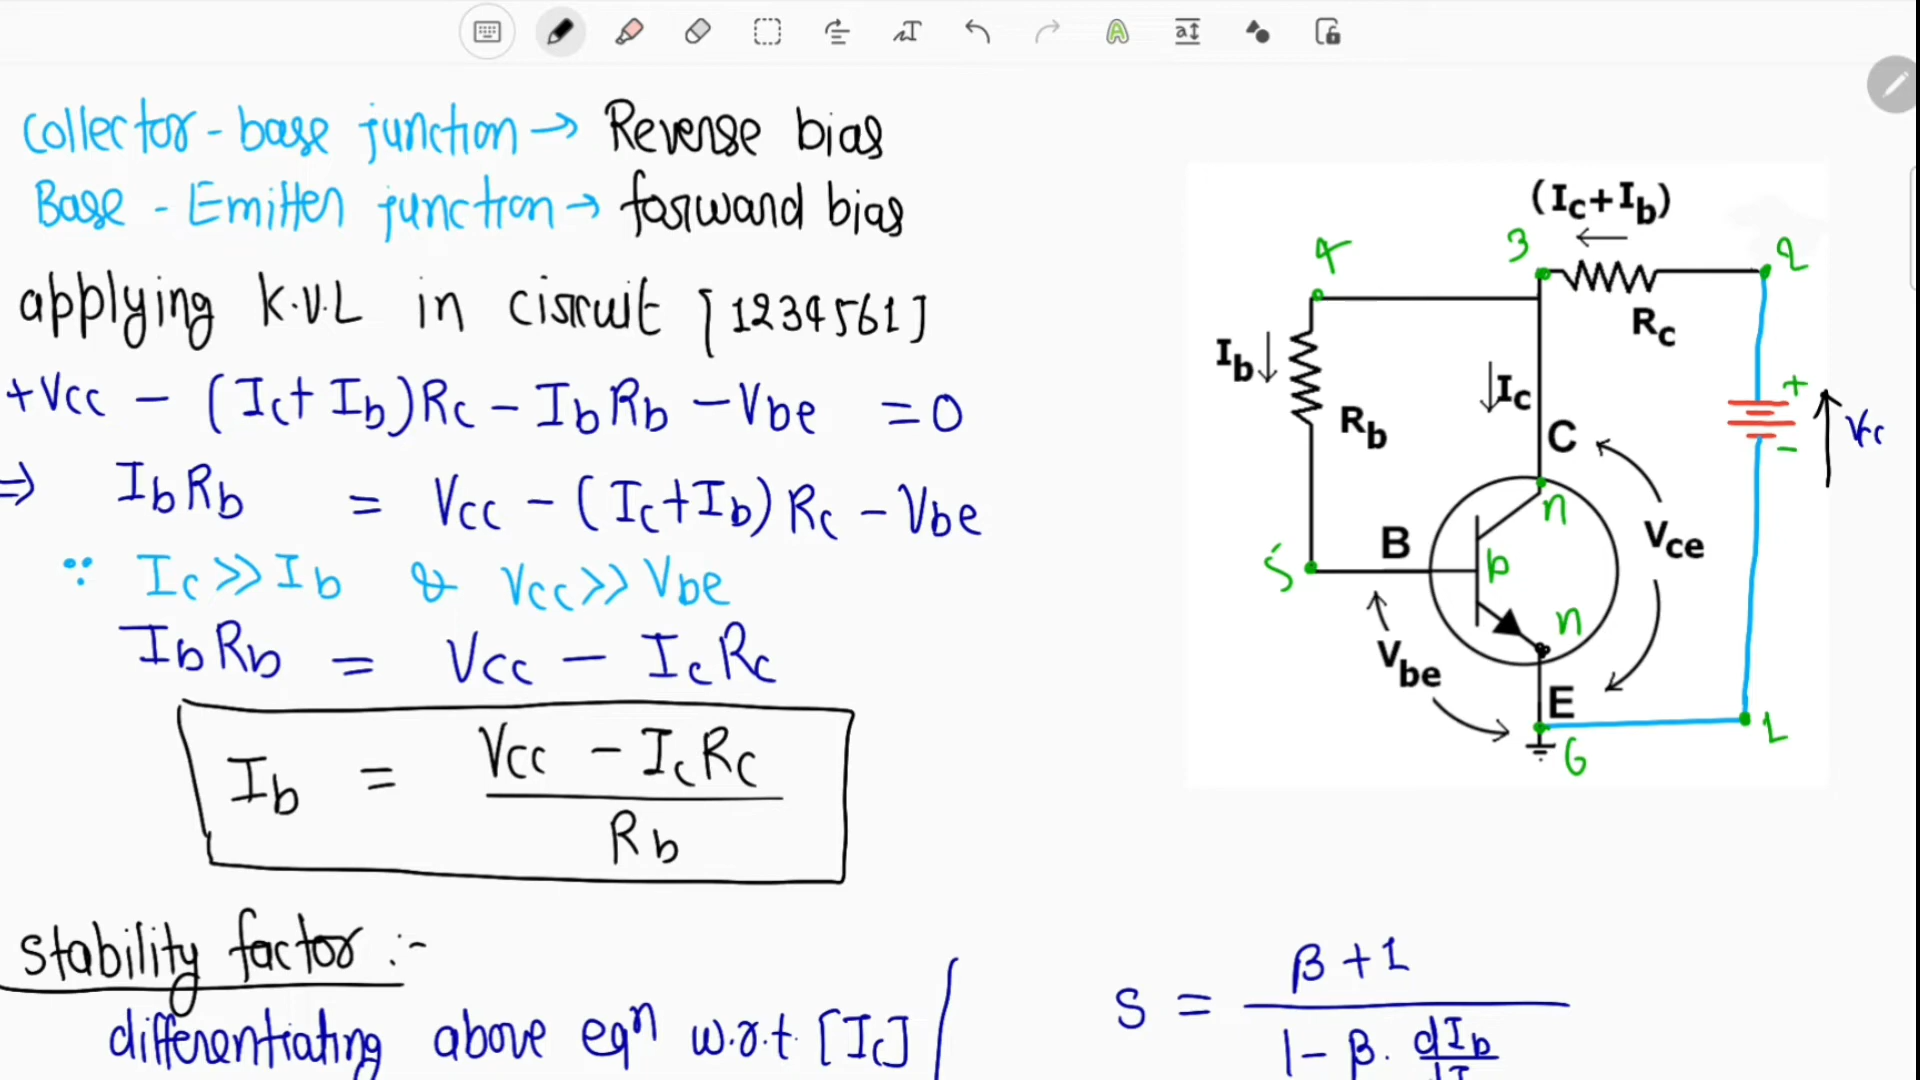 collector-base junction → Reverse bias
Base - Emitter junction → forward bias
applying K.V.L in circuit [1234561]
+Vcc - (Ic + Ib)Rc - IbRb - Vbe = 0
⇒ IbRb = Vcc - (Ic+Ib)Rc - Vbe
∵ Ic >> Ib & Vcc >> Vbe
IbRb = Vcc - IcRc
Ib = Vcc - IcRc
Rb
stability factor :-
differentiating above eqn w.r.t [Ic]
(Ic+Ib)
4
3
2
Rc
Ib↓
↓Ic
Rb
+
-
Vcc
C
n
B
p
n
5
Vce
Vbe
E
6
1
S = β + 1
1 - β. dIb